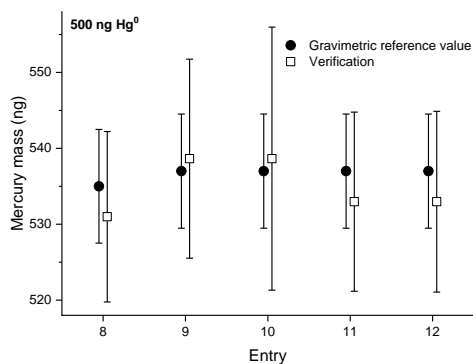 500 ng Hg⁰
Gravimetric reference value
Verification
Mercury mass (ng)
550
540
530
520
8 9 10 11 12
Entry